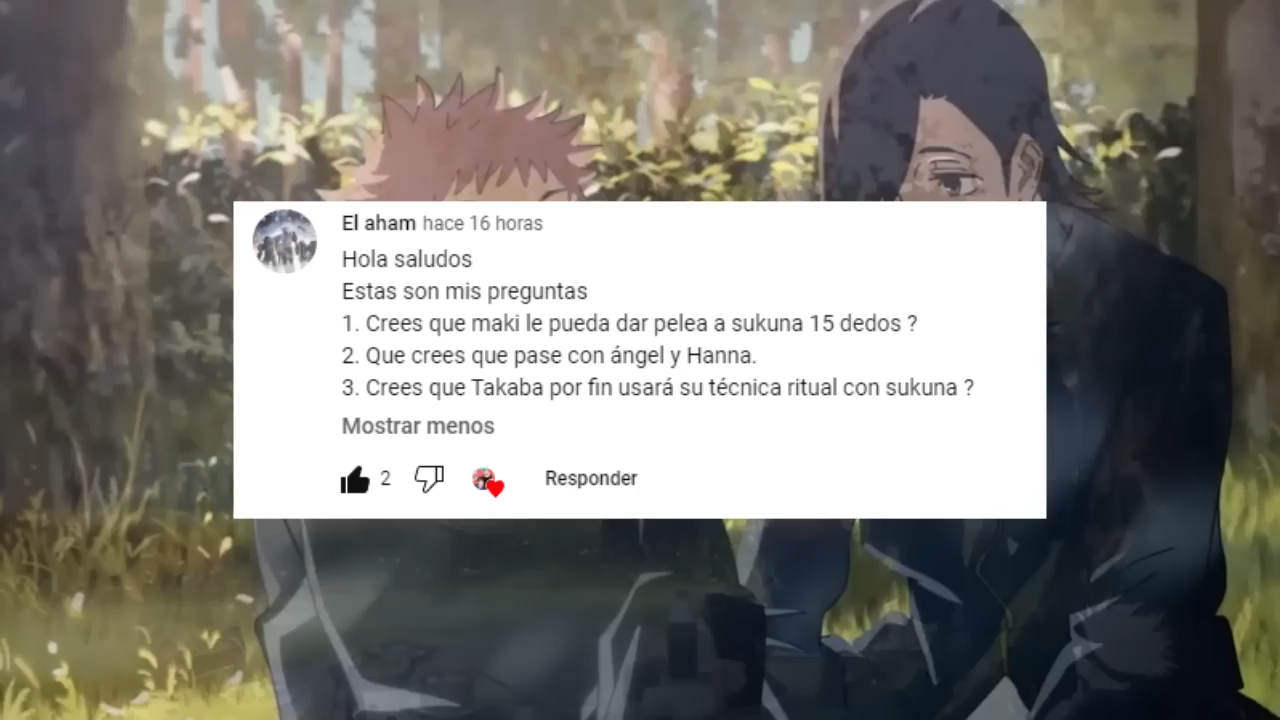 El aham hace 16 horas
Hola saludos
Estas son mis preguntas
1. Crees que maki le pueda dar pelea a sukuna 15 dedos ?
2. Que crees que pase con ángel y Hanna.
3. Crees que Takaba por fin usará su técnica ritual con sukuna ?
Mostrar menos
2 Responder